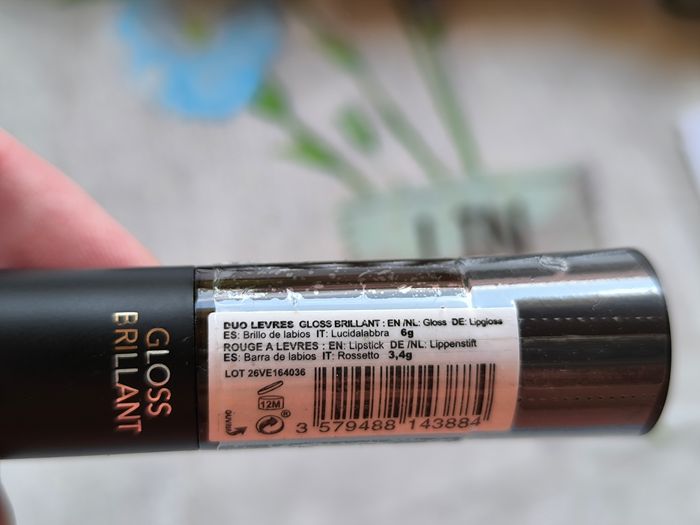 GLOSS
BRILLANT
DUO LEVRES GLOSS BRILLANT : EN /NL: Gloss DE: Lipgloss
ES: Brillo de labios IT: Lucidalabbra 6g
ROUGE A LEVRES : EN: Lipstick DE /NL: Lippenstift
ES: Barra de labios IT: Rossetto 3,4g
LOT 26VE164036
12M
OUVRIR
3 579488 143884